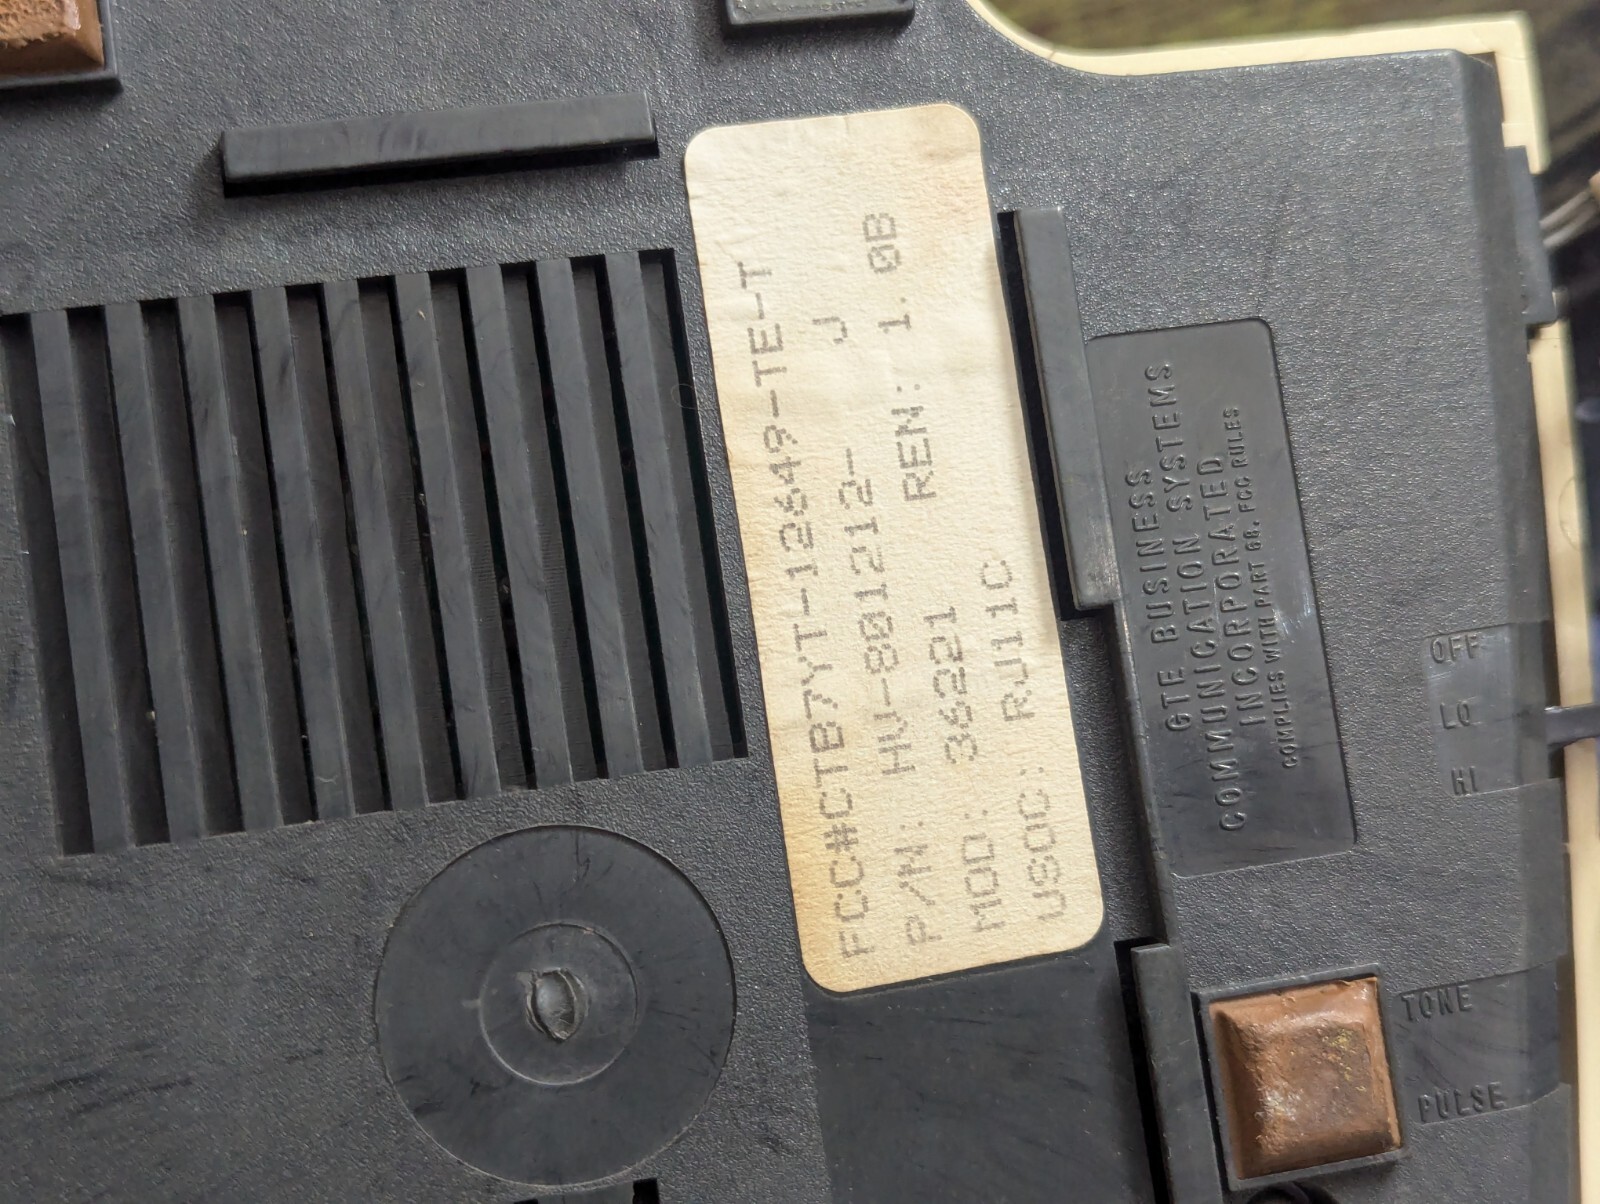 FCC#CTB7YT-12649-TE-T
P/N: HV-801212- J
MOD: 36221 REN: 1.0B
USOC: RJ11C
GTE BUSINESS
COMMUNICATION SYSTEMS
INCORPORATED
COMPLIES WITH PART 68, FCC RULES
OFF
LO
HI
TONE
PULSE